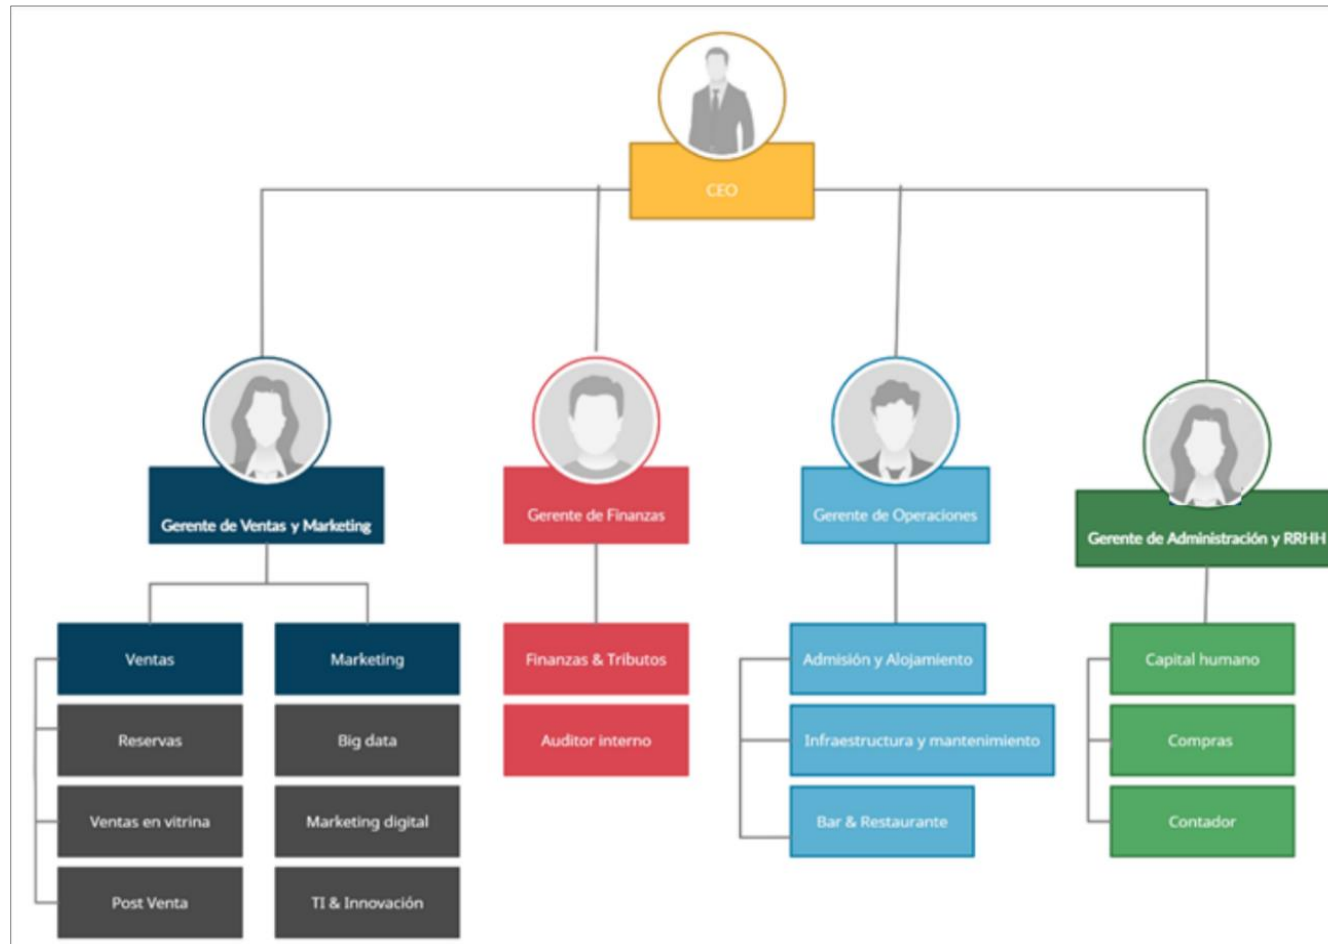 CEO
Gerente de Ventas y Marketing
Gerente de Finanzas
Gerente de Operaciones
Gerente de Administración y RRHH
Ventas
Marketing
Finanzas & Tributos
Admisión y Alojamiento
Capital humano
Reservas
Big data
Auditor interno
Infraestructura y mantenimiento
Compras
Ventas en vitrina
Marketing digital
Bar & Restaurante
Contador
Post Venta
TI & Innovación